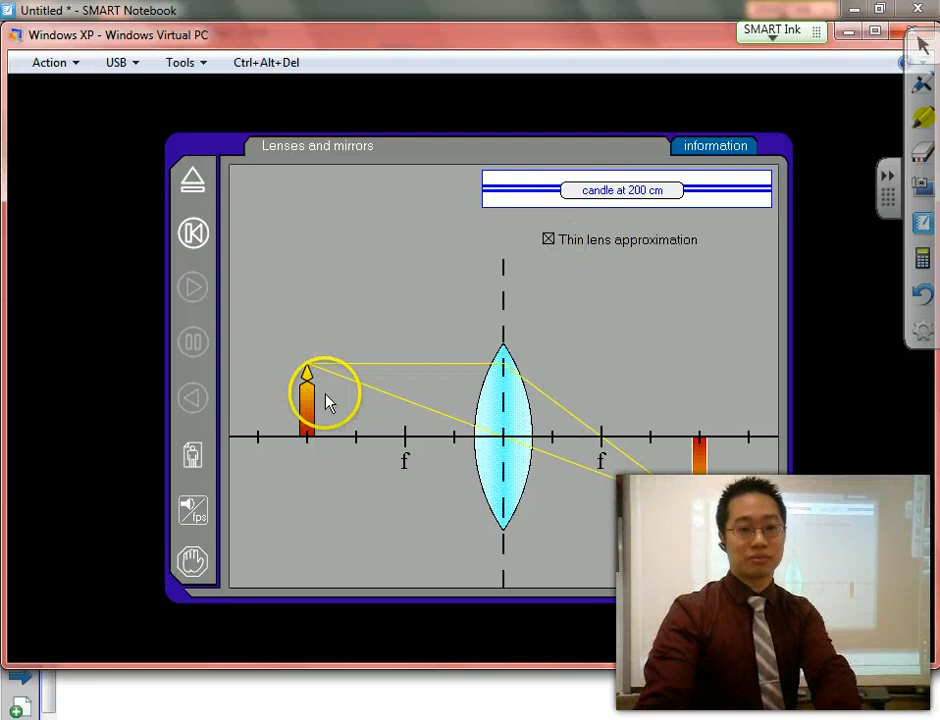 Untitled * - SMART Notebook
Windows XP - Windows Virtual PC
SMART Ink
Action USB Tools Ctrl+Alt+Del
Lenses and mirrors
information
candle at 200 cm
Thin lens approximation
f
f
fps